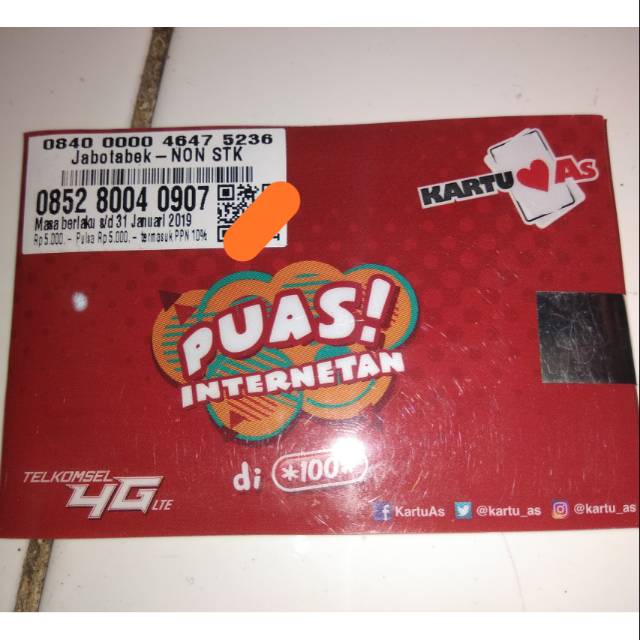 0840 0000 4647 5236
Jabotabek - NON STK
0852 8004 0907
Masa berlaku s/d 31 Januari 2019
Rp 5.000,- Pulsa Rp 5.000,- termasuk PPN 10%
KARTU As
PUAS!
INTERNETAN
di *100#
TELKOMSEL
4G LTE
KartuAs @kartu_as @kartu_as